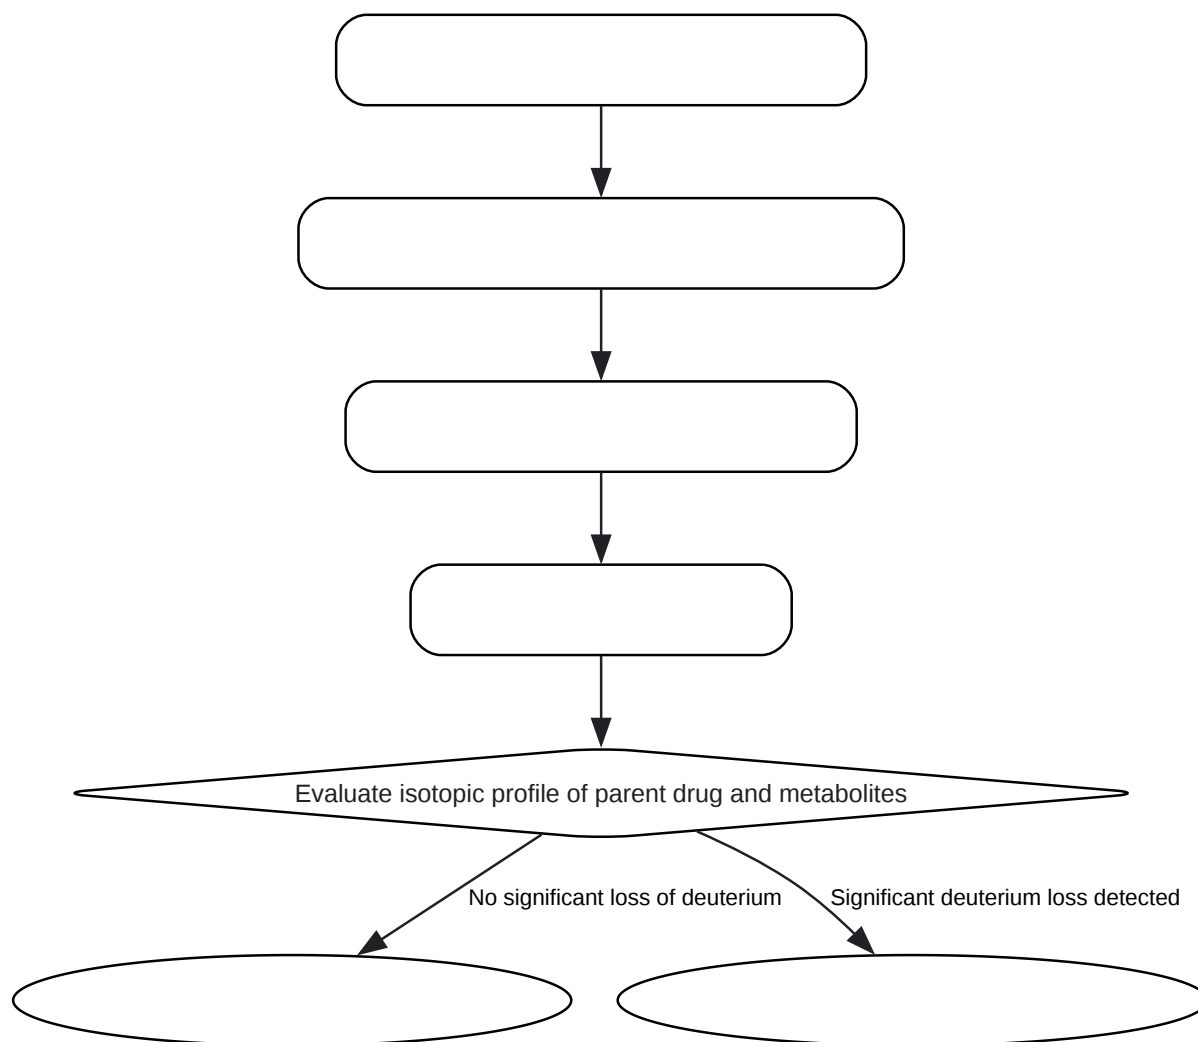 Evaluate isotopic profile of parent drug and metabolites
No significant loss of deuterium
Significant deuterium loss detected